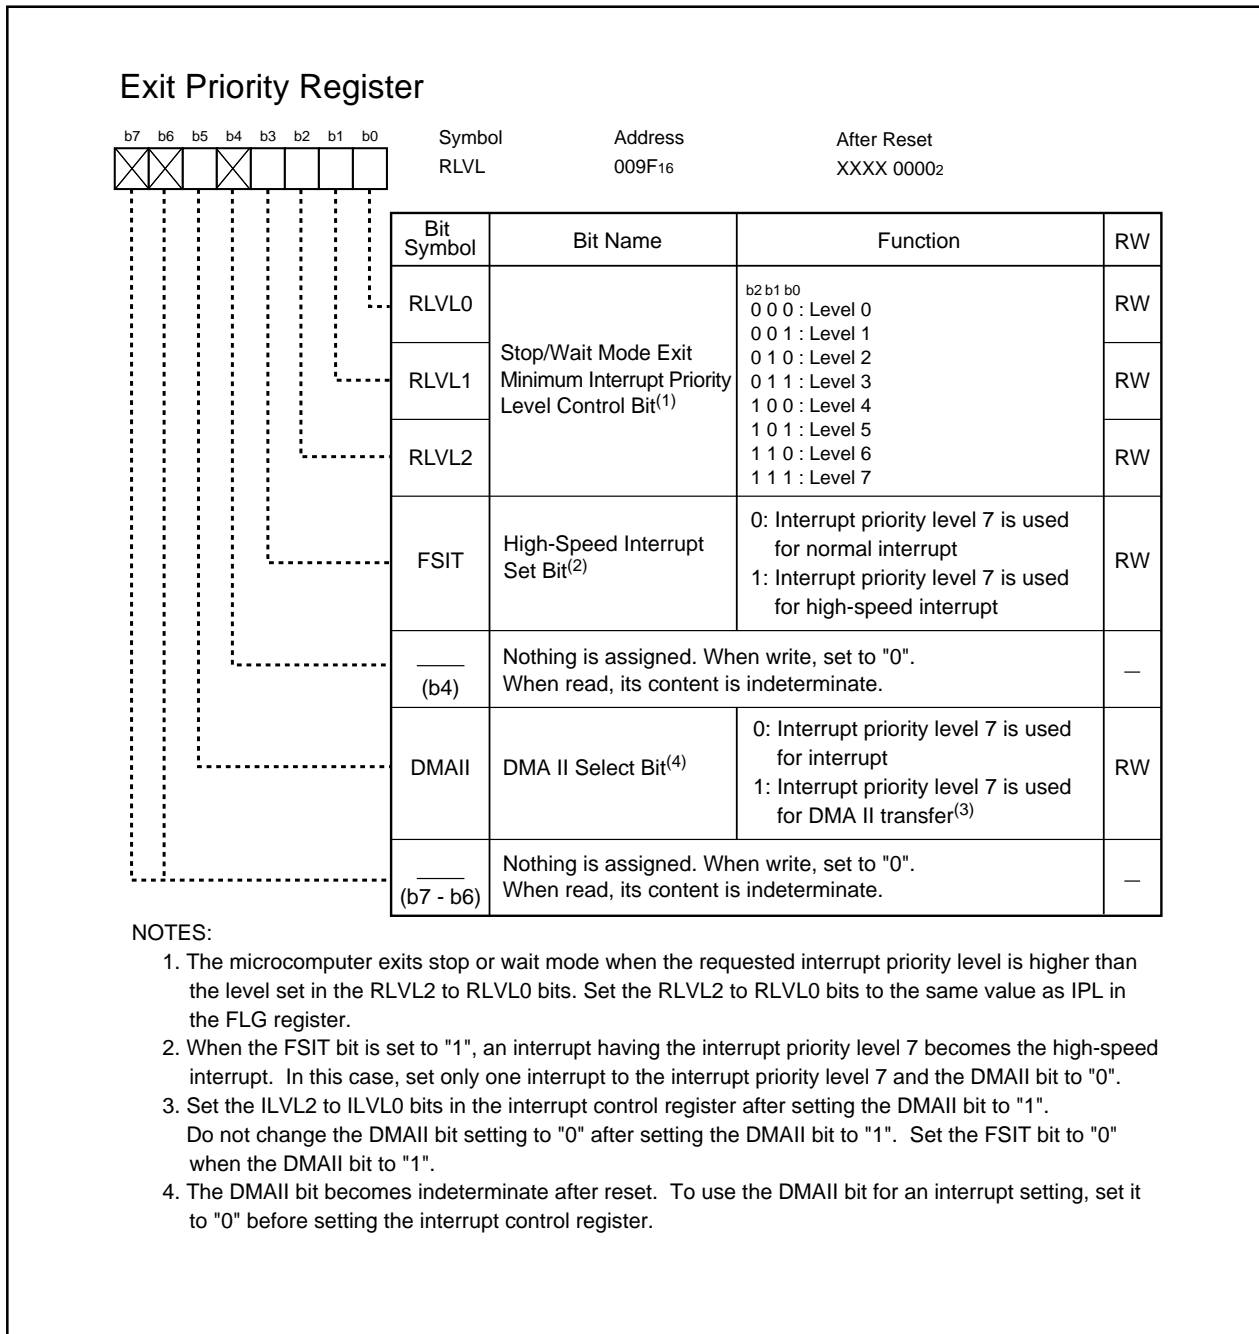 Exit Priority Register
b7 b6 b5 b4 b3 b2 b1 b0
Symbol Address After Reset
RLVL 009F16 XXXX 00002
Bit Symbol Bit Name Function RW
RLVL0
RLVL1
RLVL2
Stop/Wait Mode Exit
Minimum Interrupt Priority
Level Control Bit(1)
b2 b1 b0
0 0 0 : Level 0
0 0 1 : Level 1
0 1 0 : Level 2
0 1 1 : Level 3
1 0 0 : Level 4
1 0 1 : Level 5
1 1 0 : Level 6
1 1 1 : Level 7
RW
RW
RW
FSIT
High-Speed Interrupt
Set Bit(2)
0: Interrupt priority level 7 is used
for normal interrupt
1: Interrupt priority level 7 is used
for high-speed interrupt
RW
(b4)
Nothing is assigned. When write, set to "0".
When read, its content is indeterminate.
—
DMAII
DMA II Select Bit(4)
0: Interrupt priority level 7 is used
for interrupt
1: Interrupt priority level 7 is used
for DMA II transfer(3)
RW
(b7 - b6)
Nothing is assigned. When write, set to "0".
When read, its content is indeterminate.
—
NOTES:
1. The microcomputer exits stop or wait mode when the requested interrupt priority level is higher than
the level set in the RLVL2 to RLVL0 bits. Set the RLVL2 to RLVL0 bits to the same value as IPL in
the FLG register.
2. When the FSIT bit is set to "1", an interrupt having the interrupt priority level 7 becomes the high-speed
interrupt. In this case, set only one interrupt to the interrupt priority level 7 and the DMAII bit to "0".
3. Set the ILVL2 to ILVL0 bits in the interrupt control register after setting the DMAII bit to "1".
Do not change the DMAII bit setting to "0" after setting the DMAII bit to "1". Set the FSIT bit to "0"
when the DMAII bit to "1".
4. The DMAII bit becomes indeterminate after reset. To use the DMAII bit for an interrupt setting, set it
to "0" before setting the interrupt control register.